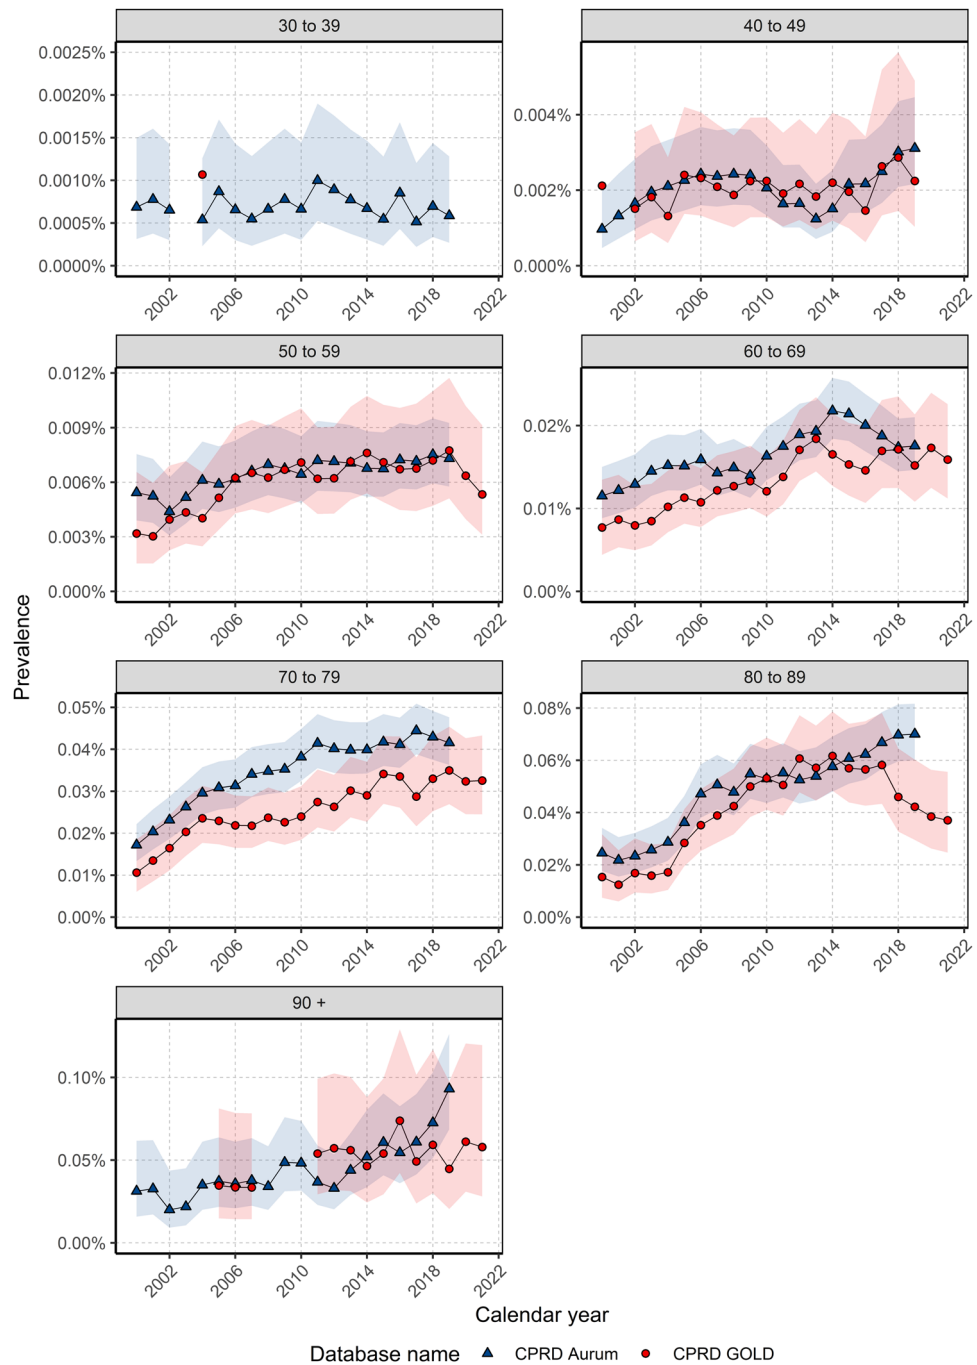 30 to 39
0.0025%
0.0020%
0.0015%
0.0010%
0.0005%
0.0000%
2002 2006 2010 2014 2018 2022
40 to 49
0.004%
0.002%
0.000%
2002 2006 2010 2014 2018 2022
50 to 59
0.012%
0.009%
0.006%
0.003%
0.000%
2002 2006 2010 2014 2018 2022
60 to 69
0.02%
0.01%
0.00%
2002 2006 2010 2014 2018 2022
Prevalence
70 to 79
0.05%
0.04%
0.03%
0.02%
0.01%
0.00%
2002 2006 2010 2014 2018 2022
80 to 89
0.08%
0.06%
0.04%
0.02%
0.00%
2002 2006 2010 2014 2018 2022
90 +
0.10%
0.05%
0.00%
2002 2006 2010 2014 2018 2022
Calendar year
Database name CPRD Aurum CPRD GOLD